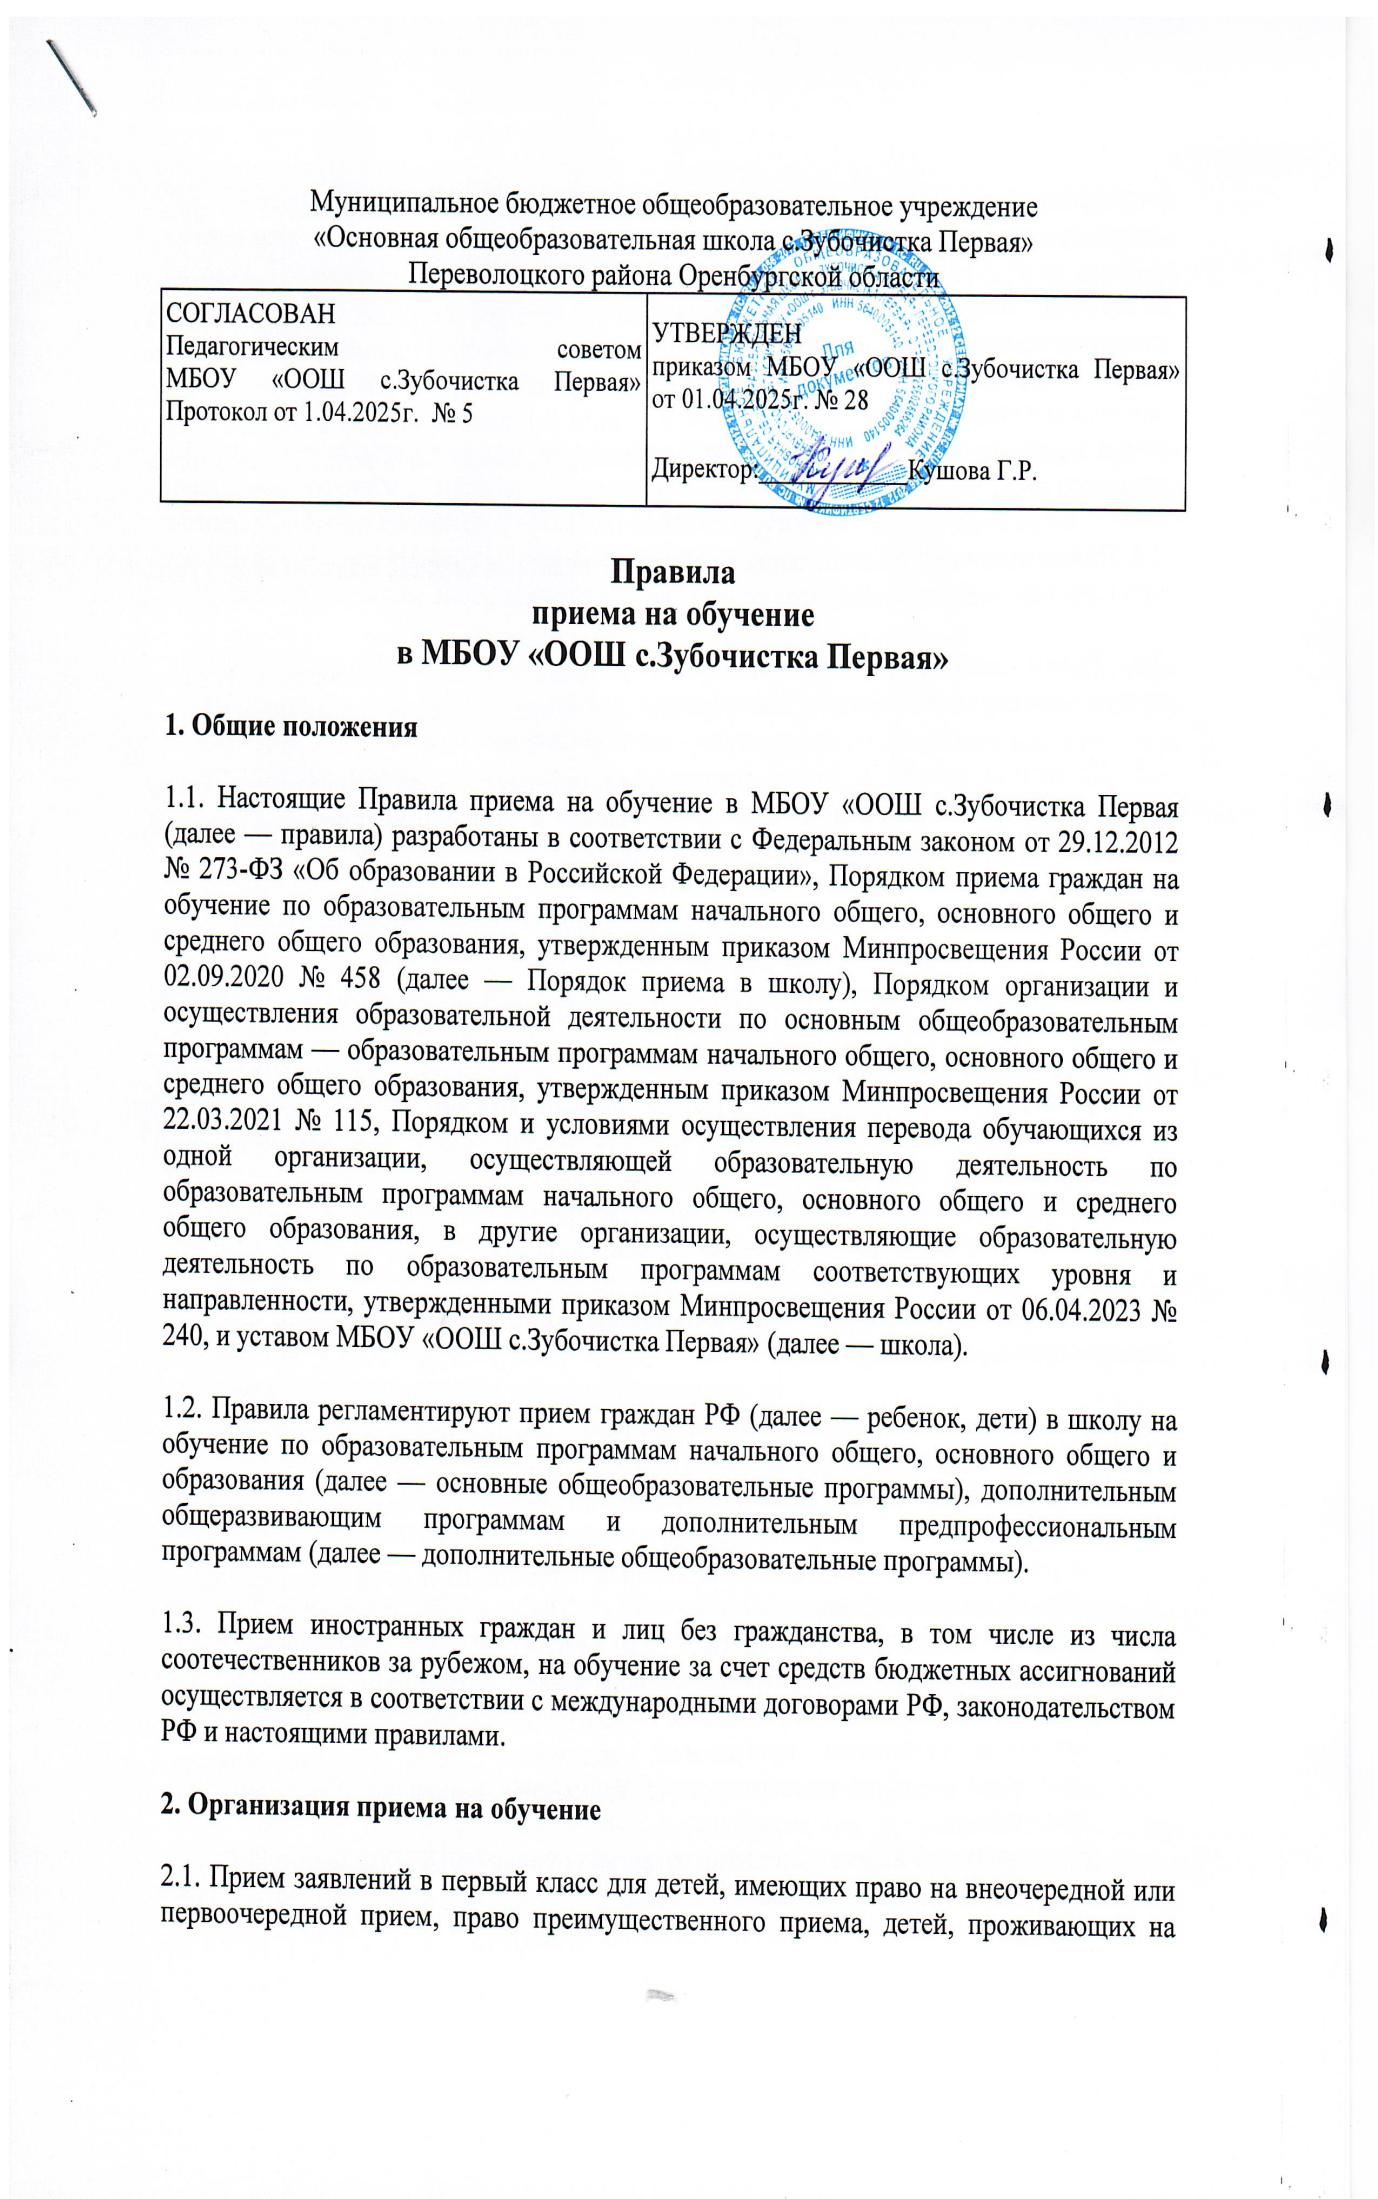 Муниципальное бюджетное общеобразовательное учреждение
«Основная общеобразовательная школа с.Зубочистка Первая»
Переволоцкого района Оренбургской области
СОГЛАСОВАН
Педагогическим советом
МБОУ «ООШ с.Зубочистка Первая»
Протокол от 1.04.2025г. № 5
УТВЕРЖДЕН
приказом МБОУ «ООШ с.Зубочистка Первая»
от 01.04.2025г. № 28
Директор:___________Кушова Г.Р.
Для
документов
Правила
приема на обучение
в МБОУ «ООШ с.Зубочистка Первая»
1. Общие положения
1.1. Настоящие Правила приема на обучение в МБОУ «ООШ с.Зубочистка Первая
(далее — правила) разработаны в соответствии с Федеральным законом от 29.12.2012
№ 273-ФЗ «Об образовании в Российской Федерации», Порядком приема граждан на
обучение по образовательным программам начального общего, основного общего и
среднего общего образования, утвержденным приказом Минпросвещения России от
02.09.2020 № 458 (далее — Порядок приема в школу), Порядком организации и
осуществления образовательной деятельности по основным общеобразовательным
программам — образовательным программам начального общего, основного общего и
среднего общего образования, утвержденным приказом Минпросвещения России от
22.03.2021 № 115, Порядком и условиями осуществления перевода обучающихся из
одной организации, осуществляющей образовательную деятельность по
образовательным программам начального общего, основного общего и среднего
общего образования, в другие организации, осуществляющие образовательную
деятельность по образовательным программам соответствующих уровня и
направленности, утвержденными приказом Минпросвещения России от 06.04.2023 №
240, и уставом МБОУ «ООШ с.Зубочистка Первая» (далее — школа).
1.2. Правила регламентируют прием граждан РФ (далее — ребенок, дети) в школу на
обучение по образовательным программам начального общего, основного общего и
образования (далее — основные общеобразовательные программы), дополнительным
общеразвивающим программам и дополнительным предпрофессиональным
программам (далее — дополнительные общеобразовательные программы).
1.3. Прием иностранных граждан и лиц без гражданства, в том числе из числа
соотечественников за рубежом, на обучение за счет средств бюджетных ассигнований
осуществляется в соответствии с международными договорами РФ, законодательством
РФ и настоящими правилами.
2. Организация приема на обучение
2.1. Прием заявлений в первый класс для детей, имеющих право на внеочередной или
первоочередной прием, право преимущественного приема, детей, проживающих на